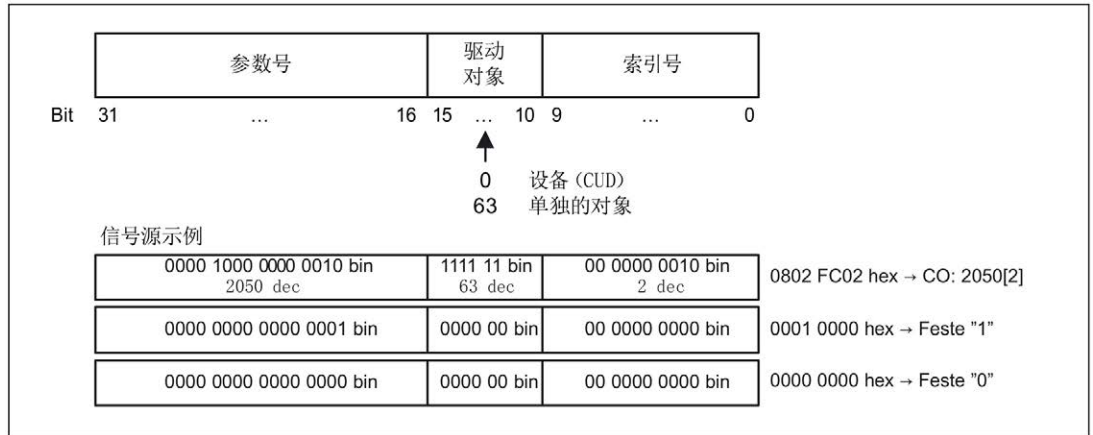 参数号 驱动 对象 索引号
Bit 31 ... 16 15 ... 10 9 ... 0
0 设备(CUD)
63 单独的对象
信号源示例
0000 1000 0000 0010 bin 1111 11 bin 00 0000 0010 bin
2050 dec 63 dec 2 dec
0802 FC02 hex → CO: 2050[2]
0000 0000 0000 0001 bin 0000 00 bin 00 0000 0000 bin 0001 0000 hex → Feste ”1”
0000 0000 0000 0000 bin 0000 00 bin 00 0000 0000 bin 0000 0000 hex → Feste ”0”